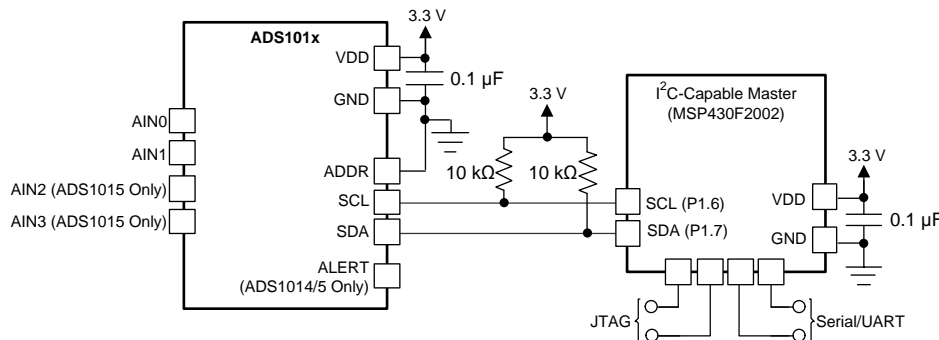 3.3 V
ADS101x
VDD
0.1 µF
GND
AIN0
AIN1
ADDR
AIN2 (ADS1015 Only)
SCL
AIN3 (ADS1015 Only)
SDA
ALERT
(ADS1014/5 Only)
3.3 V
10 kΩ
10 kΩ
I²C-Capable Master
(MSP430F2002)
3.3 V
SCL (P1.6)
VDD
0.1 µF
SDA (P1.7)
GND
JTAG
Serial/UART